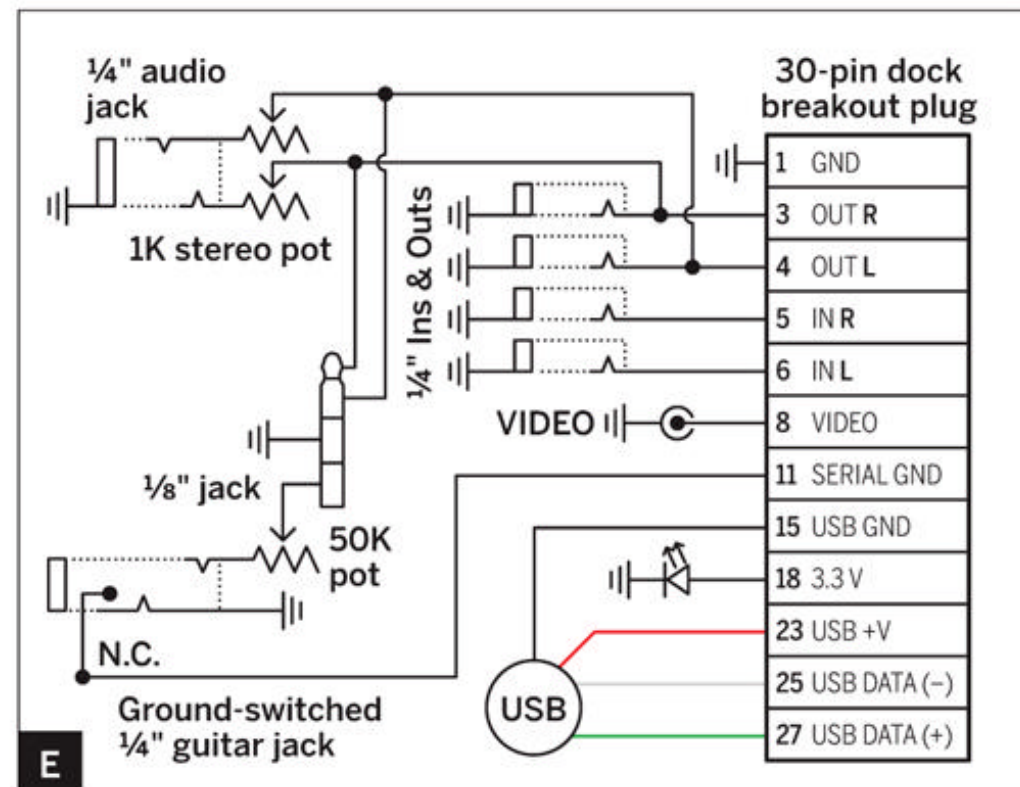 ¼" audio
jack
1K stereo pot
¼" Ins & Outs
30-pin dock
breakout plug
1 GND
3 OUT R
4 OUT L
5 IN R
6 IN L
VIDEO
8 VIDEO
11 SERIAL GND
15 USB GND
18 3.3 V
23 USB +V
25 USB DATA (–)
27 USB DATA (+)
⅛" jack
50K
pot
N.C.
Ground-switched
¼" guitar jack
USB
E